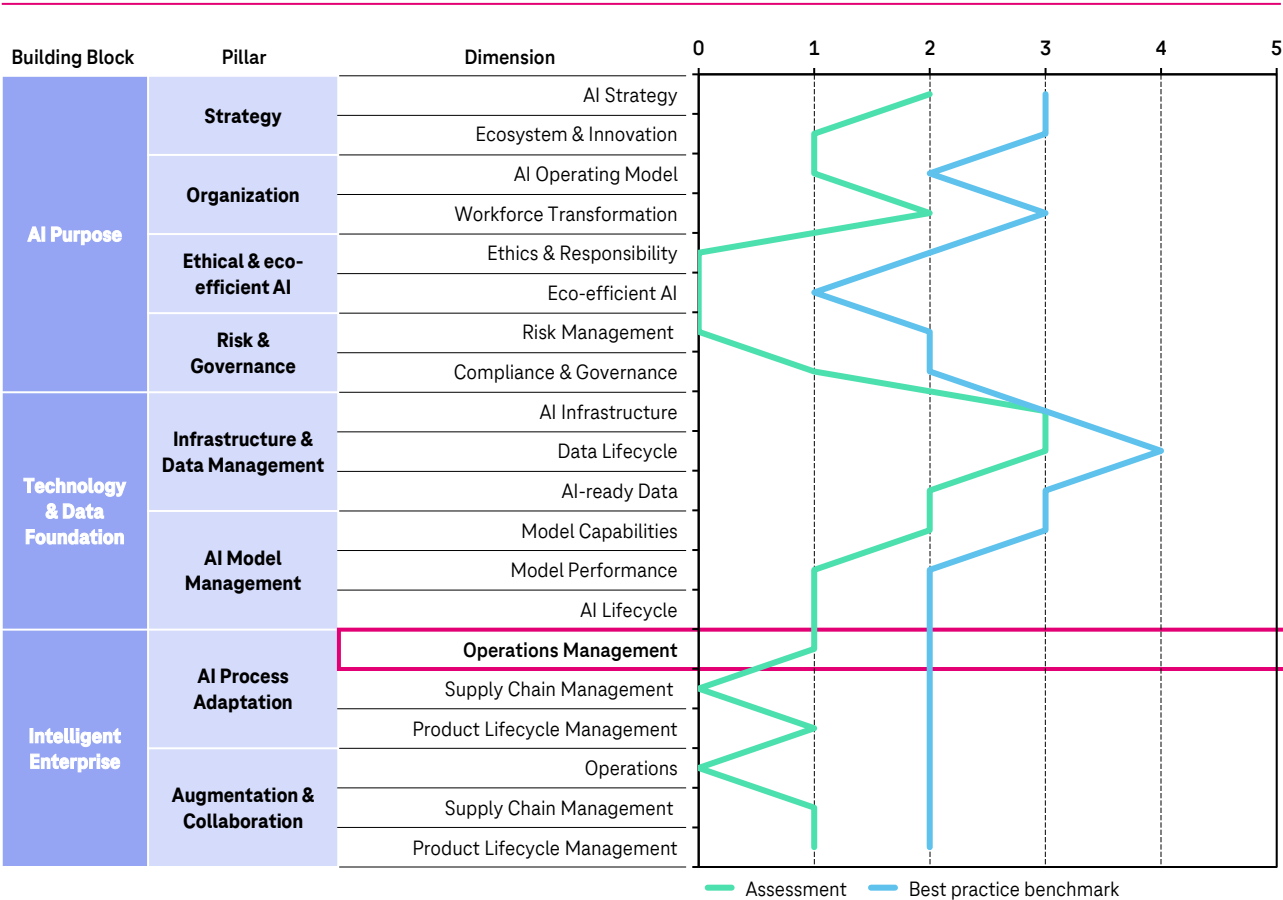 Building Block
Pillar
Dimension
0
1
2
3
4
5
AI Purpose
Strategy
AI Strategy
Ecosystem & Innovation
Organization
AI Operating Model
Workforce Transformation
Ethical & eco-
efficient AI
Ethics & Responsibility
Eco-efficient AI
Risk &
Governance
Risk Management
Compliance & Governance
Technology
& Data
Foundation
Infrastructure &
Data Management
AI Infrastructure
Data Lifecycle
AI-ready Data
AI Model
Management
Model Capabilities
Model Performance
AI Lifecycle
Intelligent
Enterprise
AI Process
Adaptation
Operations Management
Supply Chain Management
Product Lifecycle Management
Augmentation &
Collaboration
Operations
Supply Chain Management
Product Lifecycle Management
Assessment
Best practice benchmark